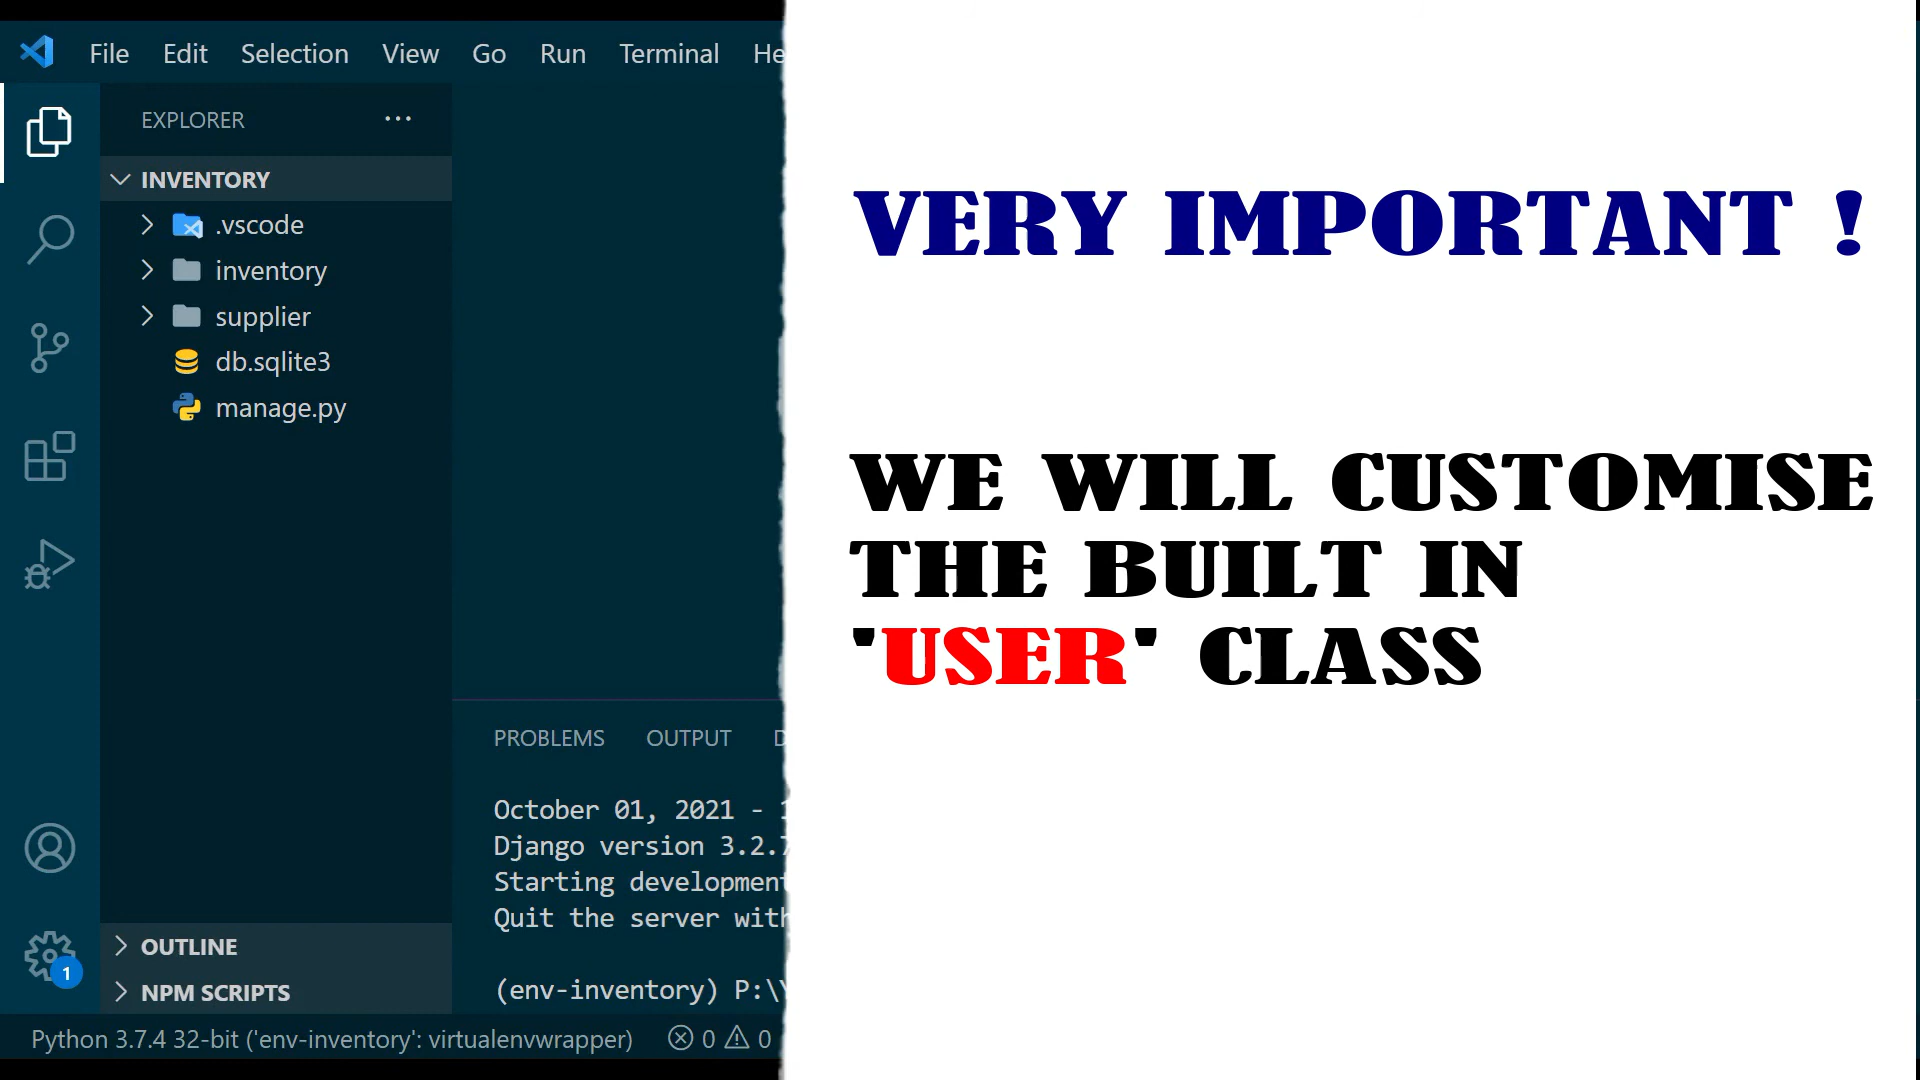 File Edit Selection View Go Run Terminal He
EXPLORER
INVENTORY
.vscode
inventory
supplier
db.sqlite3
manage.py
OUTLINE
NPM SCRIPTS
PROBLEMS OUTPUT
October 01, 2021 -
Django version 3.2.7
Starting development
Quit the server with
(env-inventory) P:\
1
Python 3.7.4 32-bit ('env-inventory': virtualenvwrapper) 0 0
VERY IMPORTANT !
WE WILL CUSTOMISE
THE BUILT IN
'USER' CLASS